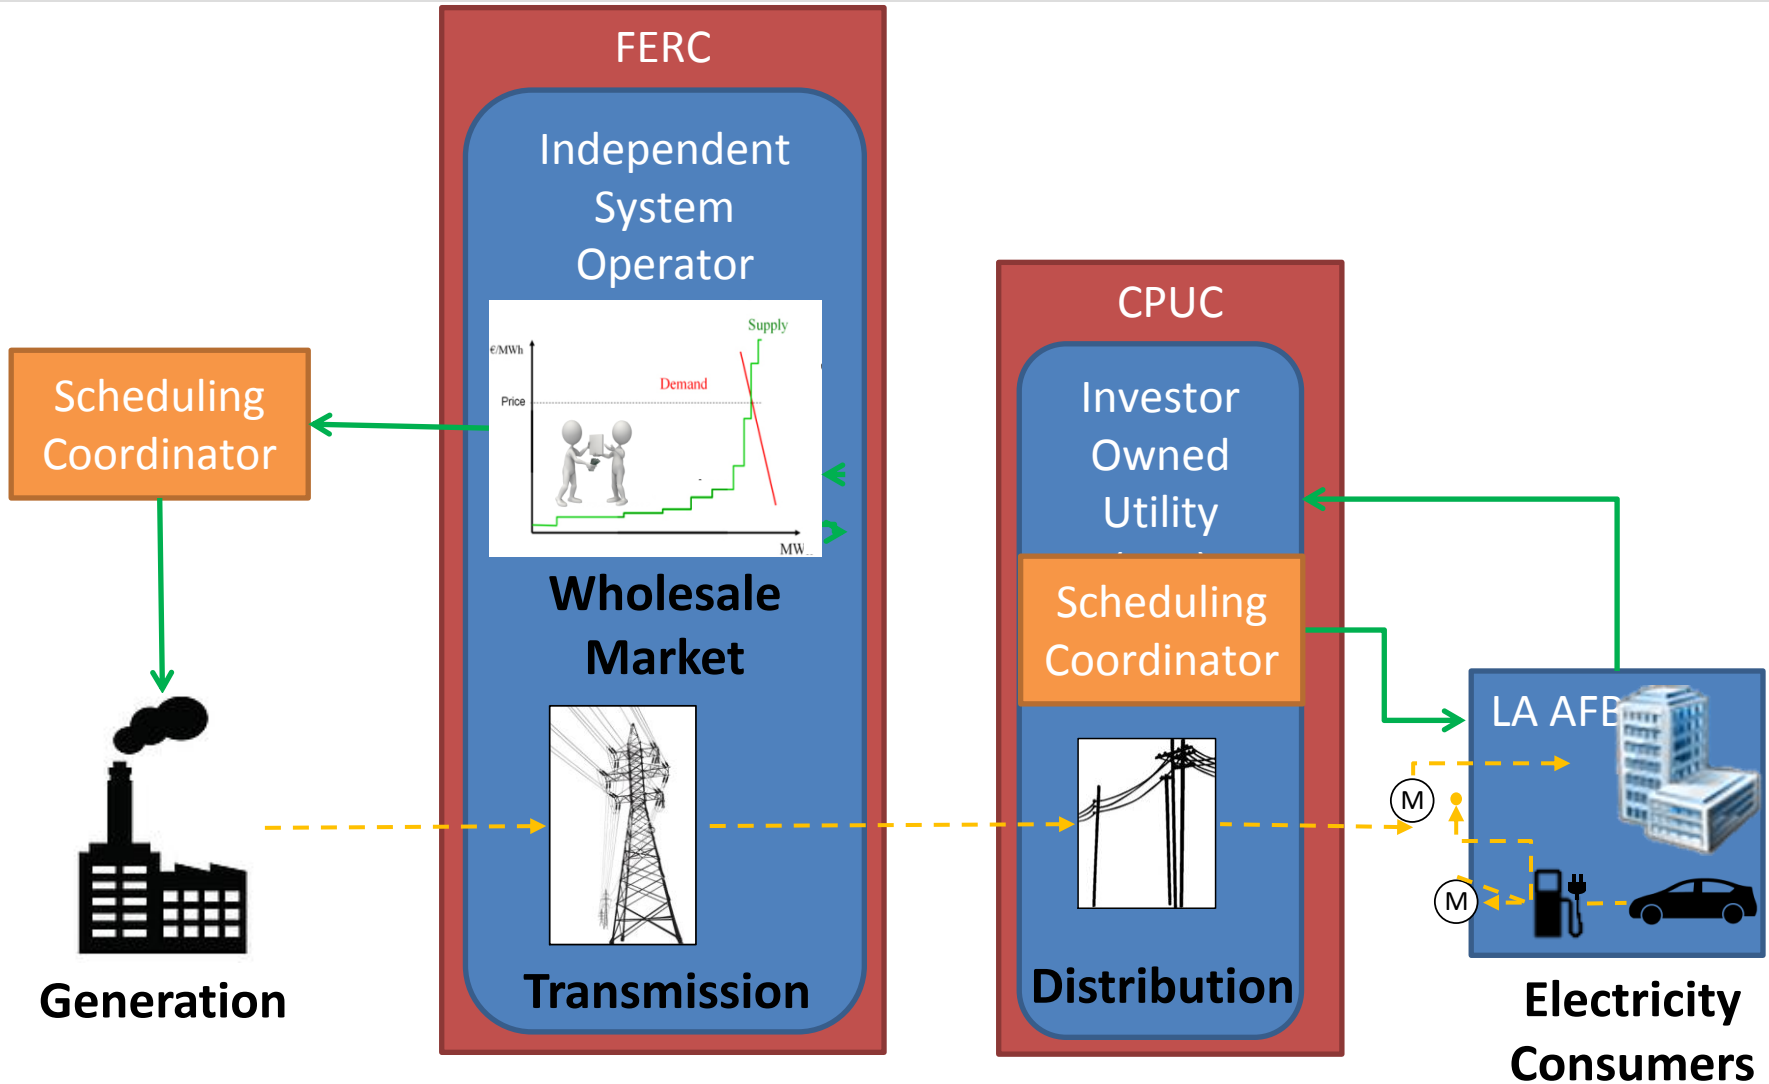 FERC
Independent
System
Operator
Supply
€/MWh
Demand
Price
MW
Wholesale
Market
Transmission
Scheduling
Coordinator
Generation
CPUC
Investor
Owned
Utility
Scheduling
Coordinator
Distribution
LA AFB
M
M
Electricity
Consumers